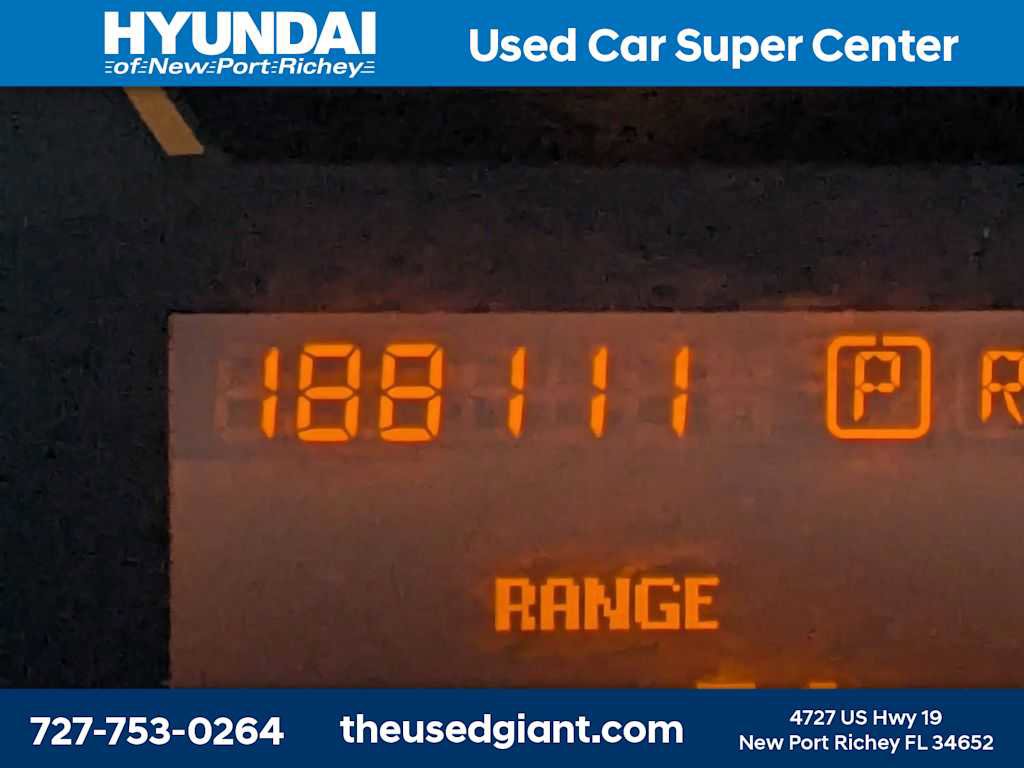 HYUNDAI
of New Port Richey
Used Car Super Center
188111 P R
RANGE
727-753-0264
theusedgiant.com
4727 US Hwy 19
New Port Richey FL 34652